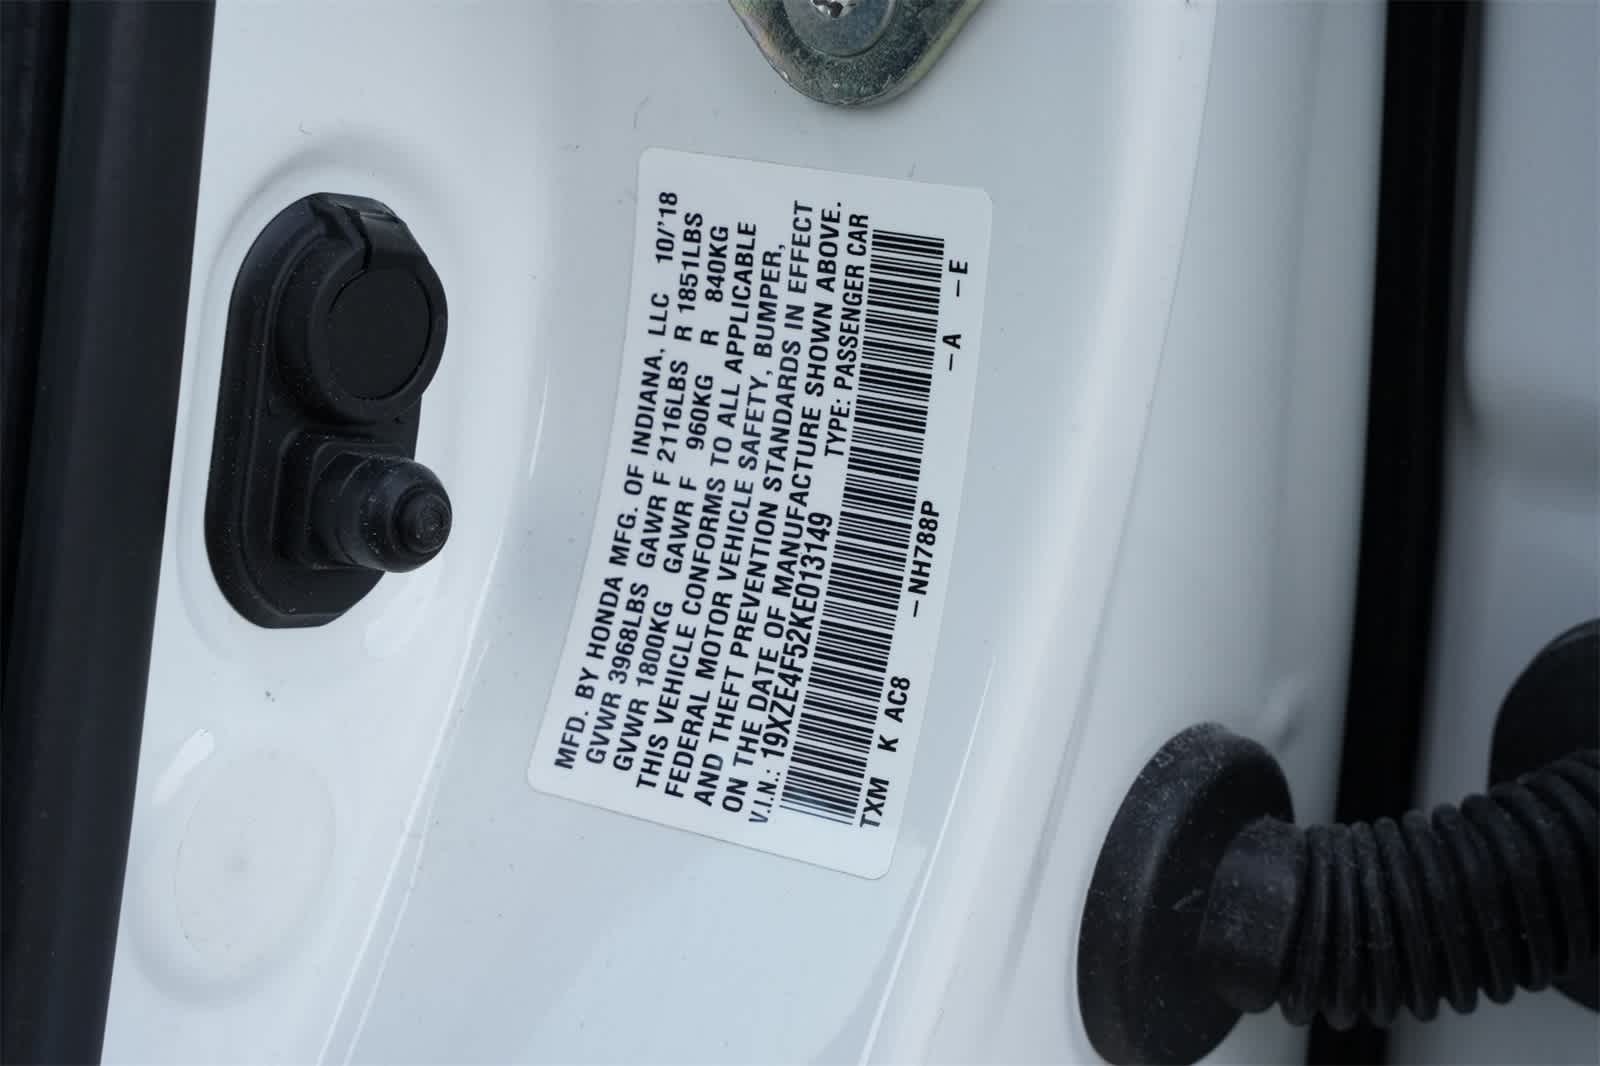 MFD. BY HONDA MFG. OF INDIANA, LLC 10/'18
GVWR 3968LBS GAWR F 2116LBS R 1851LBS
GVWR 1800KG GAWR F 960KG R 840KG
THIS VEHICLE CONFORMS TO ALL APPLICABLE
FEDERAL MOTOR VEHICLE SAFETY, BUMPER,
AND THEFT PREVENTION STANDARDS IN EFFECT
ON THE DATE OF MANUFACTURE SHOWN ABOVE.
V.I.N.: 19XZE4F52KE013149 TYPE: PASSENGER CAR
TXM K AC8 -NH788P -A -E